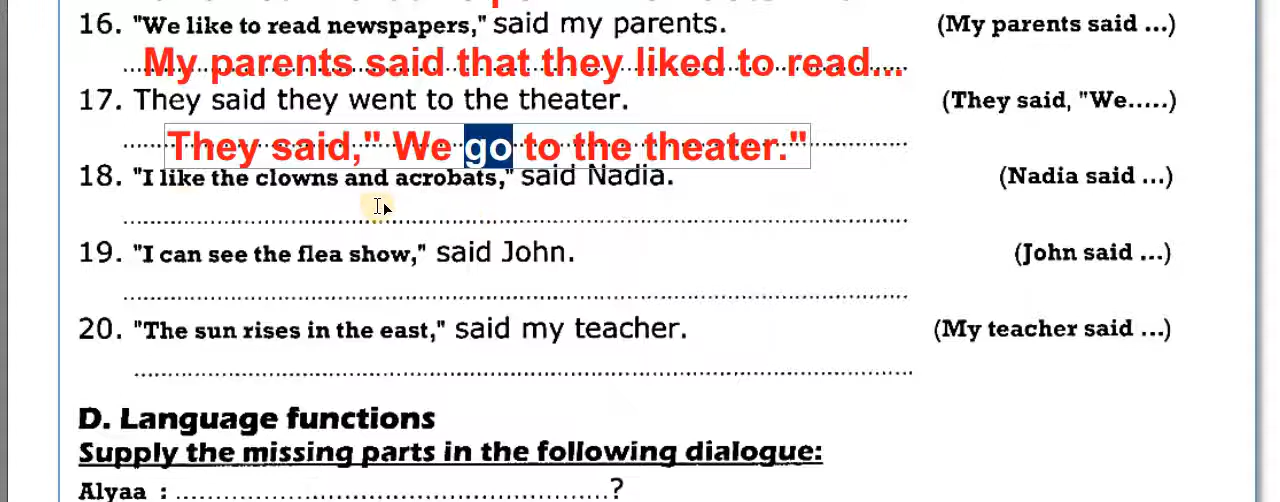 16. "We like to read newspapers," said my parents. (My parents said ...)
My parents said that they liked to read...
17. They said they went to the theater. (They said, "We.....)
They said," We go to the theater."
18. "I like the clowns and acrobats," said Nadia. (Nadia said ...)
19. "I can see the flea show," said John. (John said ...)
20. "The sun rises in the east," said my teacher. (My teacher said ...)
D. Language functions
Supply the missing parts in the following dialogue:
Alyaa : ..................................................?